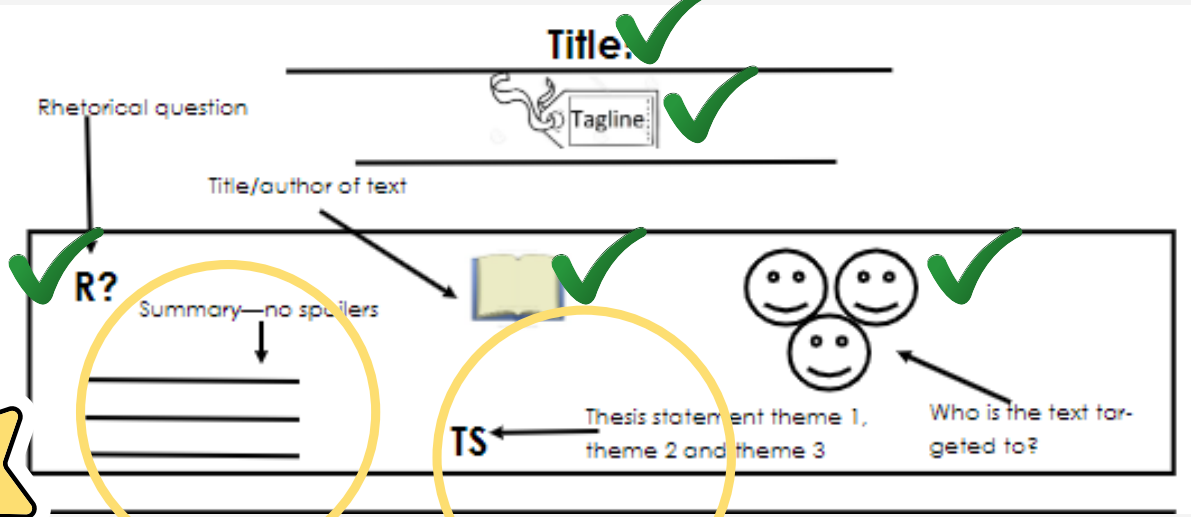 Title:
Rhetorical question
Tagline
Title/author of text
R?
Summary—no spoilers
TS
Thesis statement theme 1,
theme 2 and theme 3
Who is the text tar-
geted to?